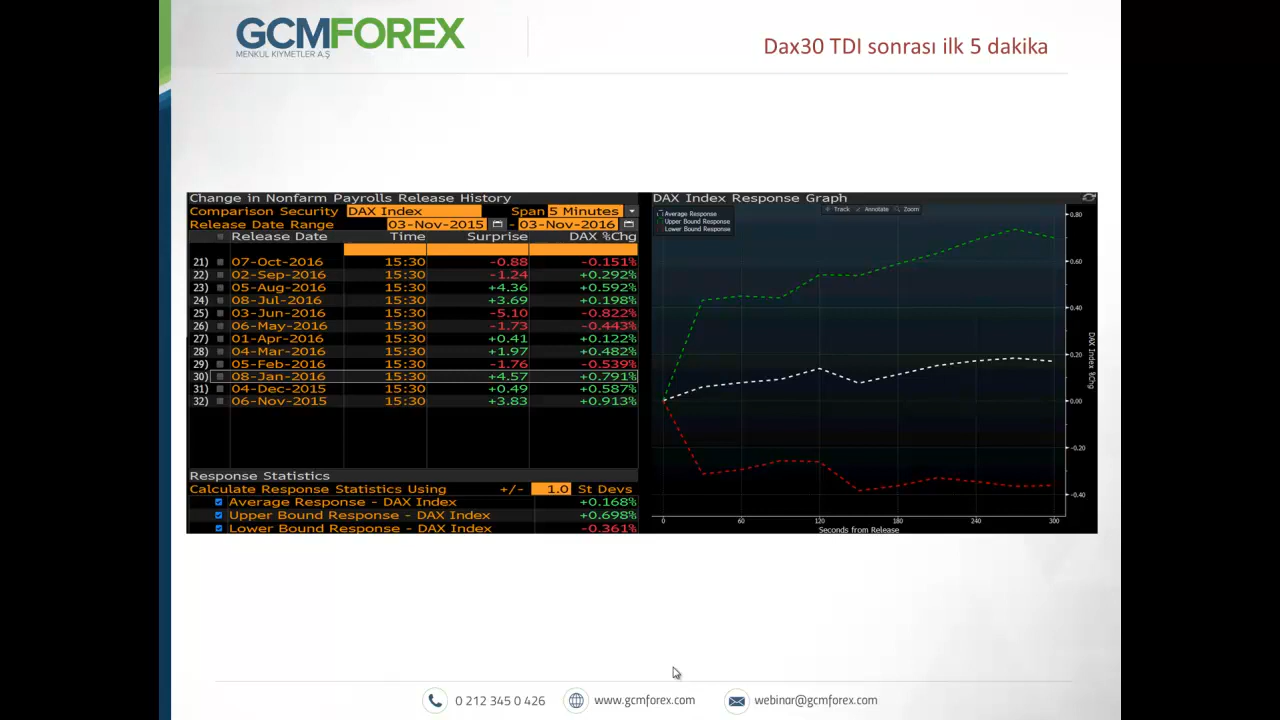 GCMFOREX
MENKUL KIYMETLER A.Ş
Dax30 TDI sonrası ilk 5 dakika
Change in Nonfarm Payrolls Release History
Comparison Security DAX Index Span 5 Minutes
Release Date Range 03-Nov-2015 - 03-Nov-2016
Release Date Time Surprise DAX %Chg
21) 07-Oct-2016 15:30 -0.88 -0.151%
22) 02-Sep-2016 15:30 -1.24 +0.292%
23) 05-Aug-2016 15:30 +4.36 +0.592%
24) 08-Jul-2016 15:30 +3.69 +0.198%
25) 03-Jun-2016 15:30 -5.10 -0.822%
26) 06-May-2016 15:30 -1.73 -0.443%
27) 01-Apr-2016 15:30 +0.41 +0.122%
28) 04-Mar-2016 15:30 +1.97 +0.482%
29) 05-Feb-2016 15:30 -1.76 -0.539%
30) 08-Jan-2016 15:30 +4.57 +0.791%
31) 04-Dec-2015 15:30 +0.49 +0.587%
32) 06-Nov-2015 15:30 +3.83 +0.913%
Response Statistics
Calculate Response Statistics Using +/- 1.0 St Devs
Average Response - DAX Index +0.168%
Upper Bound Response - DAX Index +0.698%
Lower Bound Response - DAX Index -0.361%
DAX Index Response Graph
Track Annotate Zoom
Average Response
Upper Bound Response
Lower Bound Response
0.80
0.60
0.40
0.20
0.00
-0.20
-0.40
DAX Index %Chg
0 60 120 180 240 300
Seconds from Release
0 212 345 0 426 www.gcmforex.com webinar@gcmforex.com